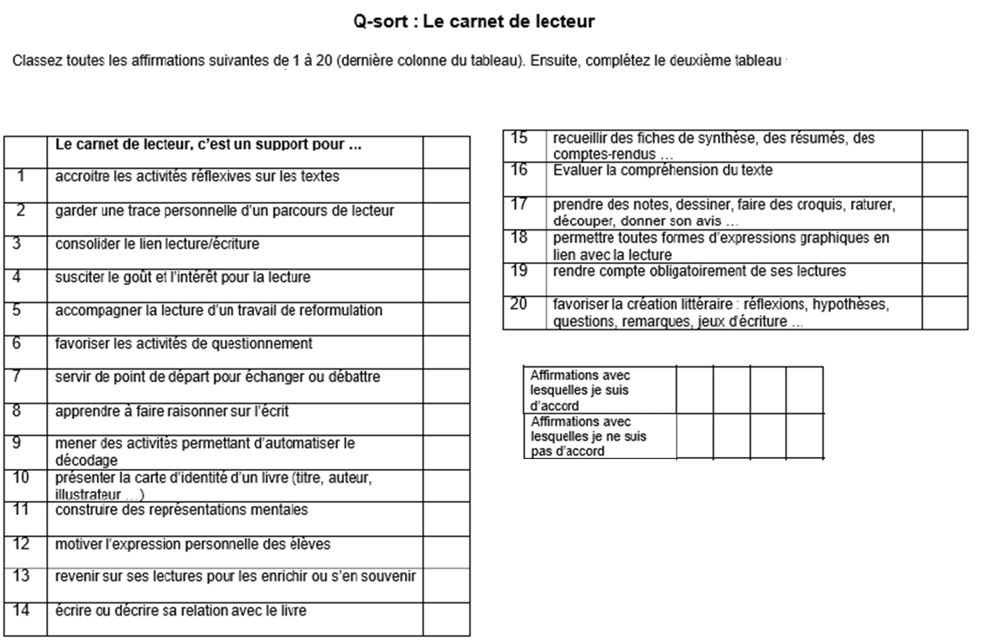 Q-sort : Le carnet de lecteur
Classez toutes les affirmations suivantes de 1 à 20 (dernière colonne du tableau). Ensuite, complétez le deuxième tableau
Le carnet de lecteur, c'est un support pour ...
1 accroitre les activités réflexives sur les textes
2 garder une trace personnelle d'un parcours de lecteur
3 consolider le lien lecture/écriture
4 susciter le goût et l'intérêt pour la lecture
5 accompagner la lecture d'un travail de reformulation
6 favoriser les activités de questionnement
7 servir de point de départ pour échanger ou débattre
8 apprendre à faire raisonner sur l'écrit
9 mener des activités permettant d'automatiser le
décodage
10 présenter la carte d'identité d'un livre (titre, auteur,
illustrateur ...)
11 construire des représentations mentales
12 motiver l'expression personnelle des élèves
13 revenir sur ses lectures pour les enrichir ou s'en souvenir
14 écrire ou décrire sa relation avec le livre
15 recueillir des fiches de synthèse, des résumés, des
comptes-rendus ...
16 Evaluer la compréhension du texte
17 prendre des notes, dessiner, faire des croquis, raturer,
découper, donner son avis ...
18 permettre toutes formes d'expressions graphiques en
lien avec la lecture
19 rendre compte obligatoirement de ses lectures
20 favoriser la création littéraire : réflexions, hypothèses,
questions, remarques, jeux d'écriture ...
Affirmations avec
lesquelles je suis
d'accord
Affirmations avec
lesquelles je ne suis
pas d'accord